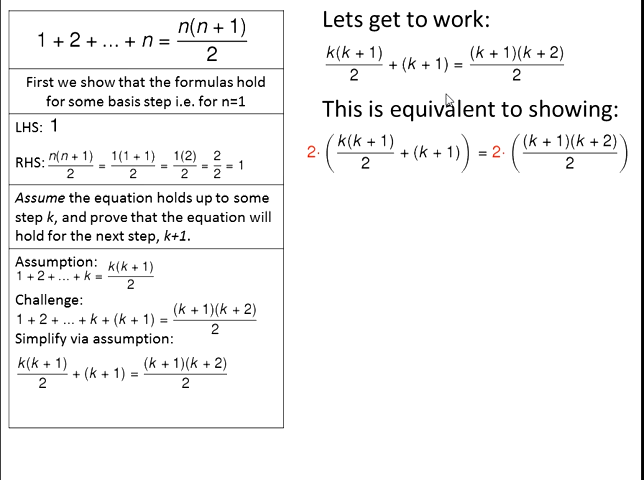 1 + 2 + ... + n = n(n + 1)/2
First we show that the formulas hold
for some basis step i.e. for n=1
LHS: 1
RHS: n(n + 1)/2 = 1(1 + 1)/2 = 1(2)/2 = 2/2 = 1
Assume the equation holds up to some
step k, and prove that the equation will
hold for the next step, k+1.
Assumption:
1 + 2 + ... + k = k(k + 1)/2
Challenge:
1 + 2 + ... + k + (k + 1) = (k + 1)(k + 2)/2
Simplify via assumption:
k(k + 1)/2 + (k + 1) = (k + 1)(k + 2)/2
Lets get to work:
k(k + 1)/2 + (k + 1) = (k + 1)(k + 2)/2
This is equivalent to showing:
2·(k(k + 1)/2 + (k + 1)) = 2·((k + 1)(k + 2)/2)